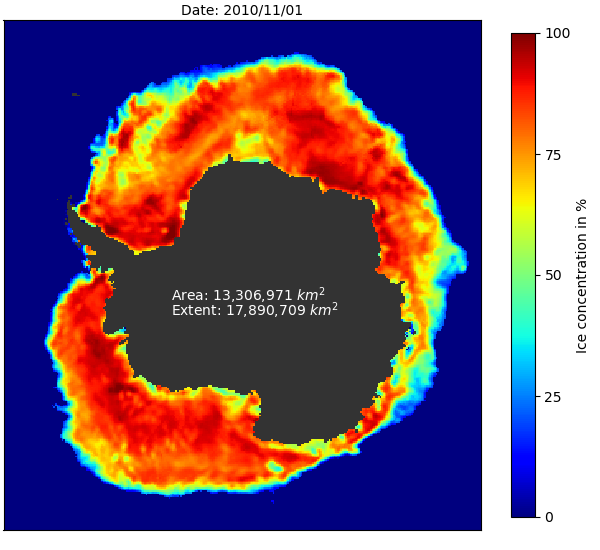 Date: 2010/11/01
100
75
50
25
0
Ice concentration in %
Area: 13,306,971 km²
Extent: 17,890,709 km²